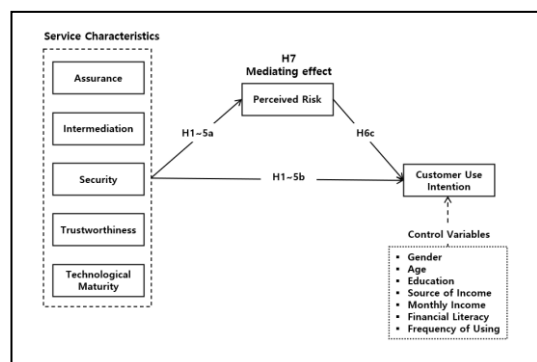 Service Characteristics
Assurance
Intermediation
Security
Trustworthiness
Technological
Maturity
H7
Mediating effect
Perceived Risk
H1~5a
H6c
H1~5b
Customer Use
Intention
Control Variables
▪ Gender
▪ Age
▪ Education
▪ Source of Income
▪ Monthly Income
▪ Financial Literacy
▪ Frequency of Using